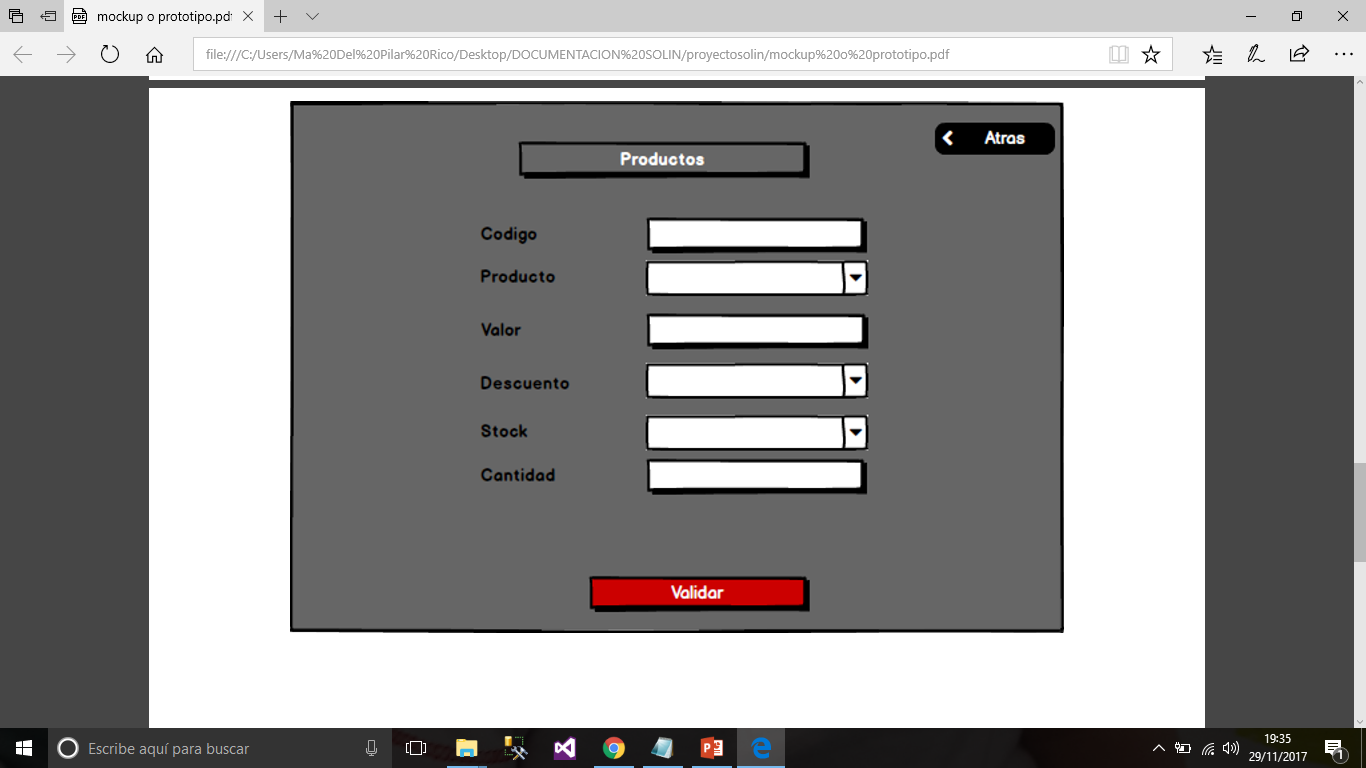 mockup o prototipo.pdf
file:///C:/Users/Ma%20Del%20Pilar%20Rico/Desktop/DOCUMENTACION%20SOLIN/proyectosolin/mockup%20o%20prototipo.pdf
Atras
Productos
Codigo
Producto
Valor
Descuento
Stock
Cantidad
Validar
Escribe aquí para buscar
19:35
29/11/2017
1